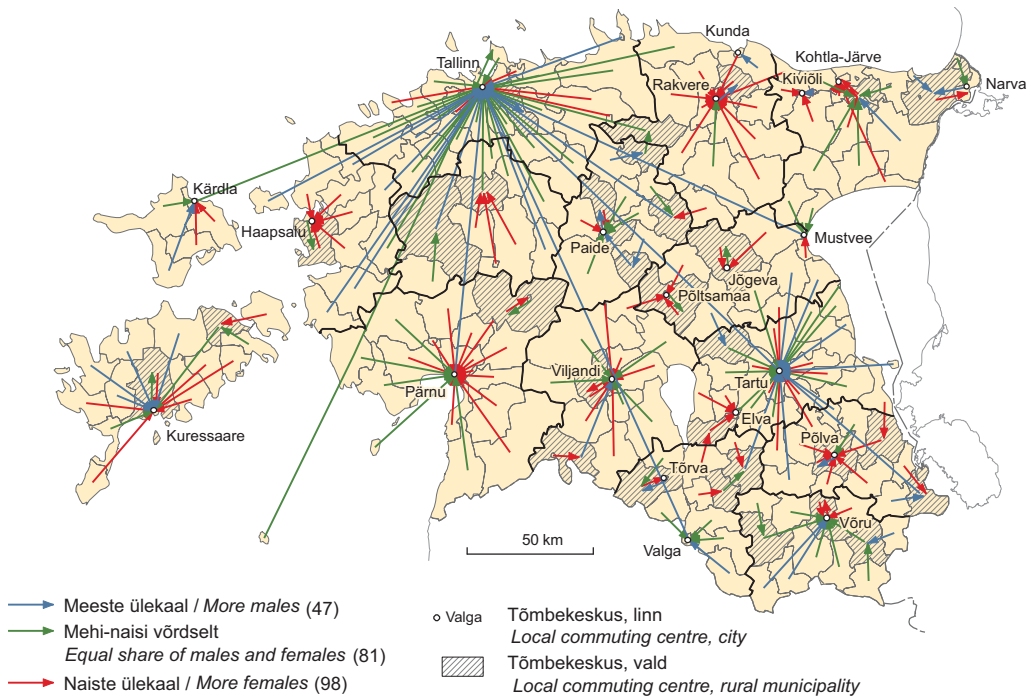 Kunda
Kohtla-Järve
Tallinn
Rakvere
Kiviõli
Narva
Kärdla
Haapsalu
Paide
Mustvee
Jõgeva
Põltsamaa
Pärnu
Viljandi
Tartu
Elva
Kuressaare
Põlva
Tõrva
Võru
Valga
50 km
Meeste ülekaal / More males (47)
Mehi-naisi võrdselt
Equal share of males and females (81)
Naiste ülekaal / More females (98)
Valga
Tõmbekeskus, linn
Local commuting centre, city
Tõmbekeskus, vald
Local commuting centre, rural municipality